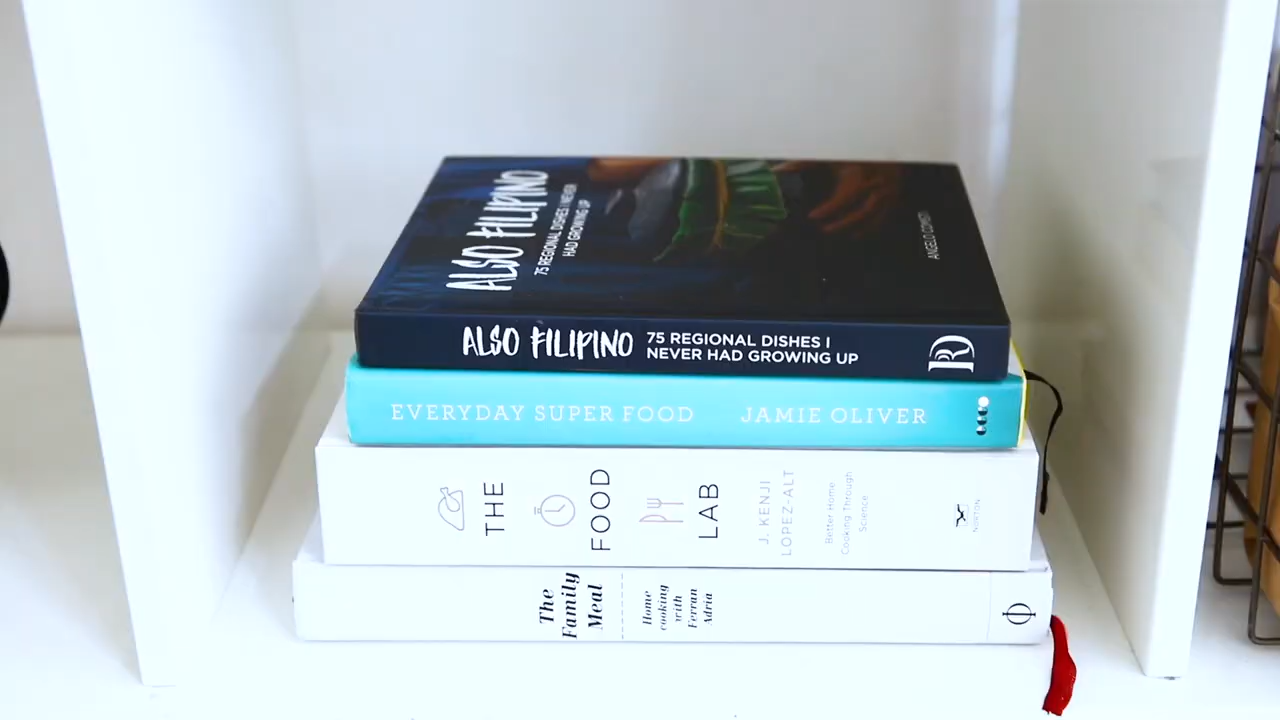 ALSO FILIPINO
75 REGIONAL DISHES I NEVER
HAD GROWING UP
ANGELO COMSTI
ALSO FILIPINO
75 REGIONAL DISHES I
NEVER HAD GROWING UP
EVERYDAY SUPER FOOD JAMIE OLIVER
THE
FOOD
LAB
J. KENJI
LOPEZ-ALT
Better Home
Cooking Through
Science
NORTON
The
Family
Meal
Home
cooking
with
Ferran
Adria